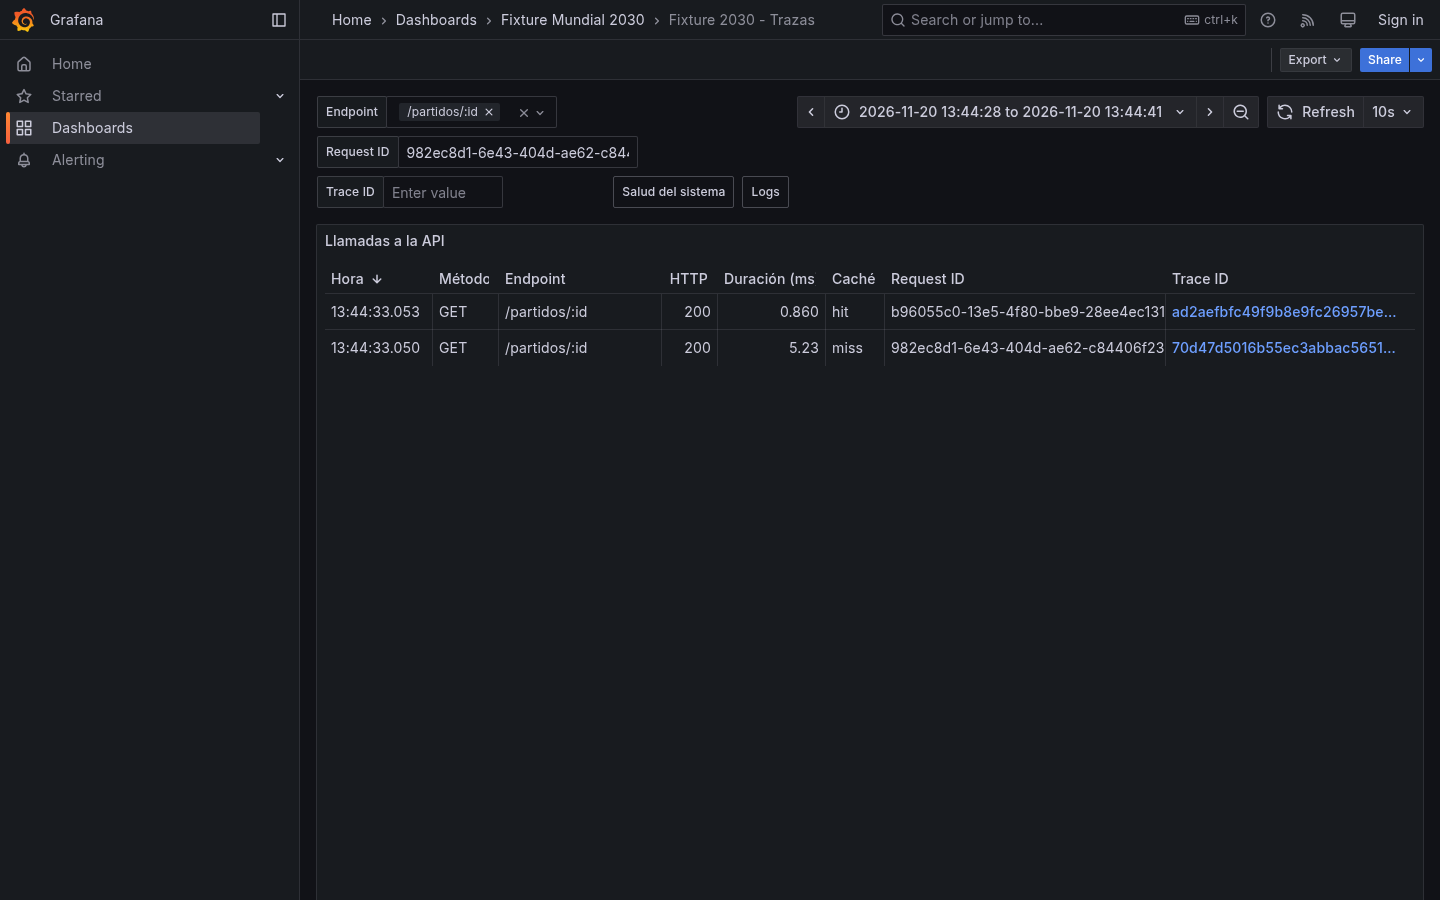 Grafana
Home
Starred
Dashboards
Alerting
Home › Dashboards › Fixture Mundial 2030 › Fixture 2030 - Trazas
Search or jump to... ctrl+k
Sign in
Export
Share
Endpoint /partidos/:id
2026-11-20 13:44:28 to 2026-11-20 13:44:41
Refresh 10s
Request ID 982ec8d1-6e43-404d-ae62-c84
Trace ID Enter value
Salud del sistema
Logs
Llamadas a la API
Hora Método Endpoint HTTP Duración (ms Caché Request ID Trace ID
13:44:33.053 GET /partidos/:id 200 0.860 hit b96055c0-13e5-4f80-bbe9-28ee4ec131 ad2aefbfc49f9b8e9fc26957be...
13:44:33.050 GET /partidos/:id 200 5.23 miss 982ec8d1-6e43-404d-ae62-c84406f23 70d47d5016b55ec3abbac5651...